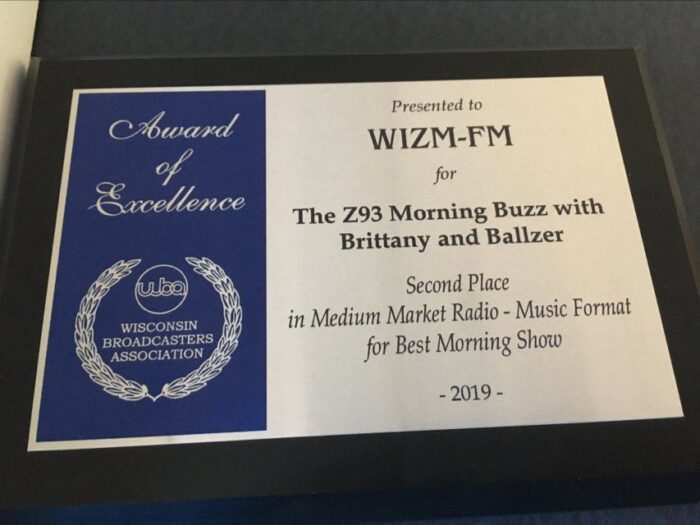 Award
of
Excellence
wba
WISCONSIN
BROADCASTERS
ASSOCIATION
Presented to
WIZM-FM
for
The Z93 Morning Buzz with
Brittany and Ballzer
Second Place
in Medium Market Radio - Music Format
for Best Morning Show
- 2019 -